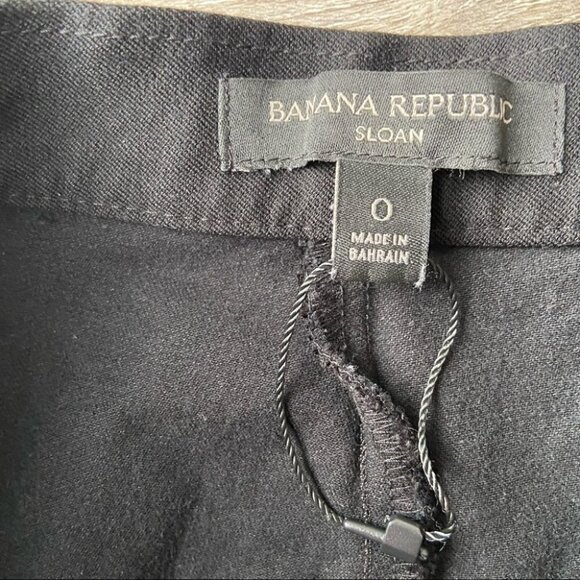 BANANA REPUBLIC
SLOAN
0
MADE IN
BAHRAIN